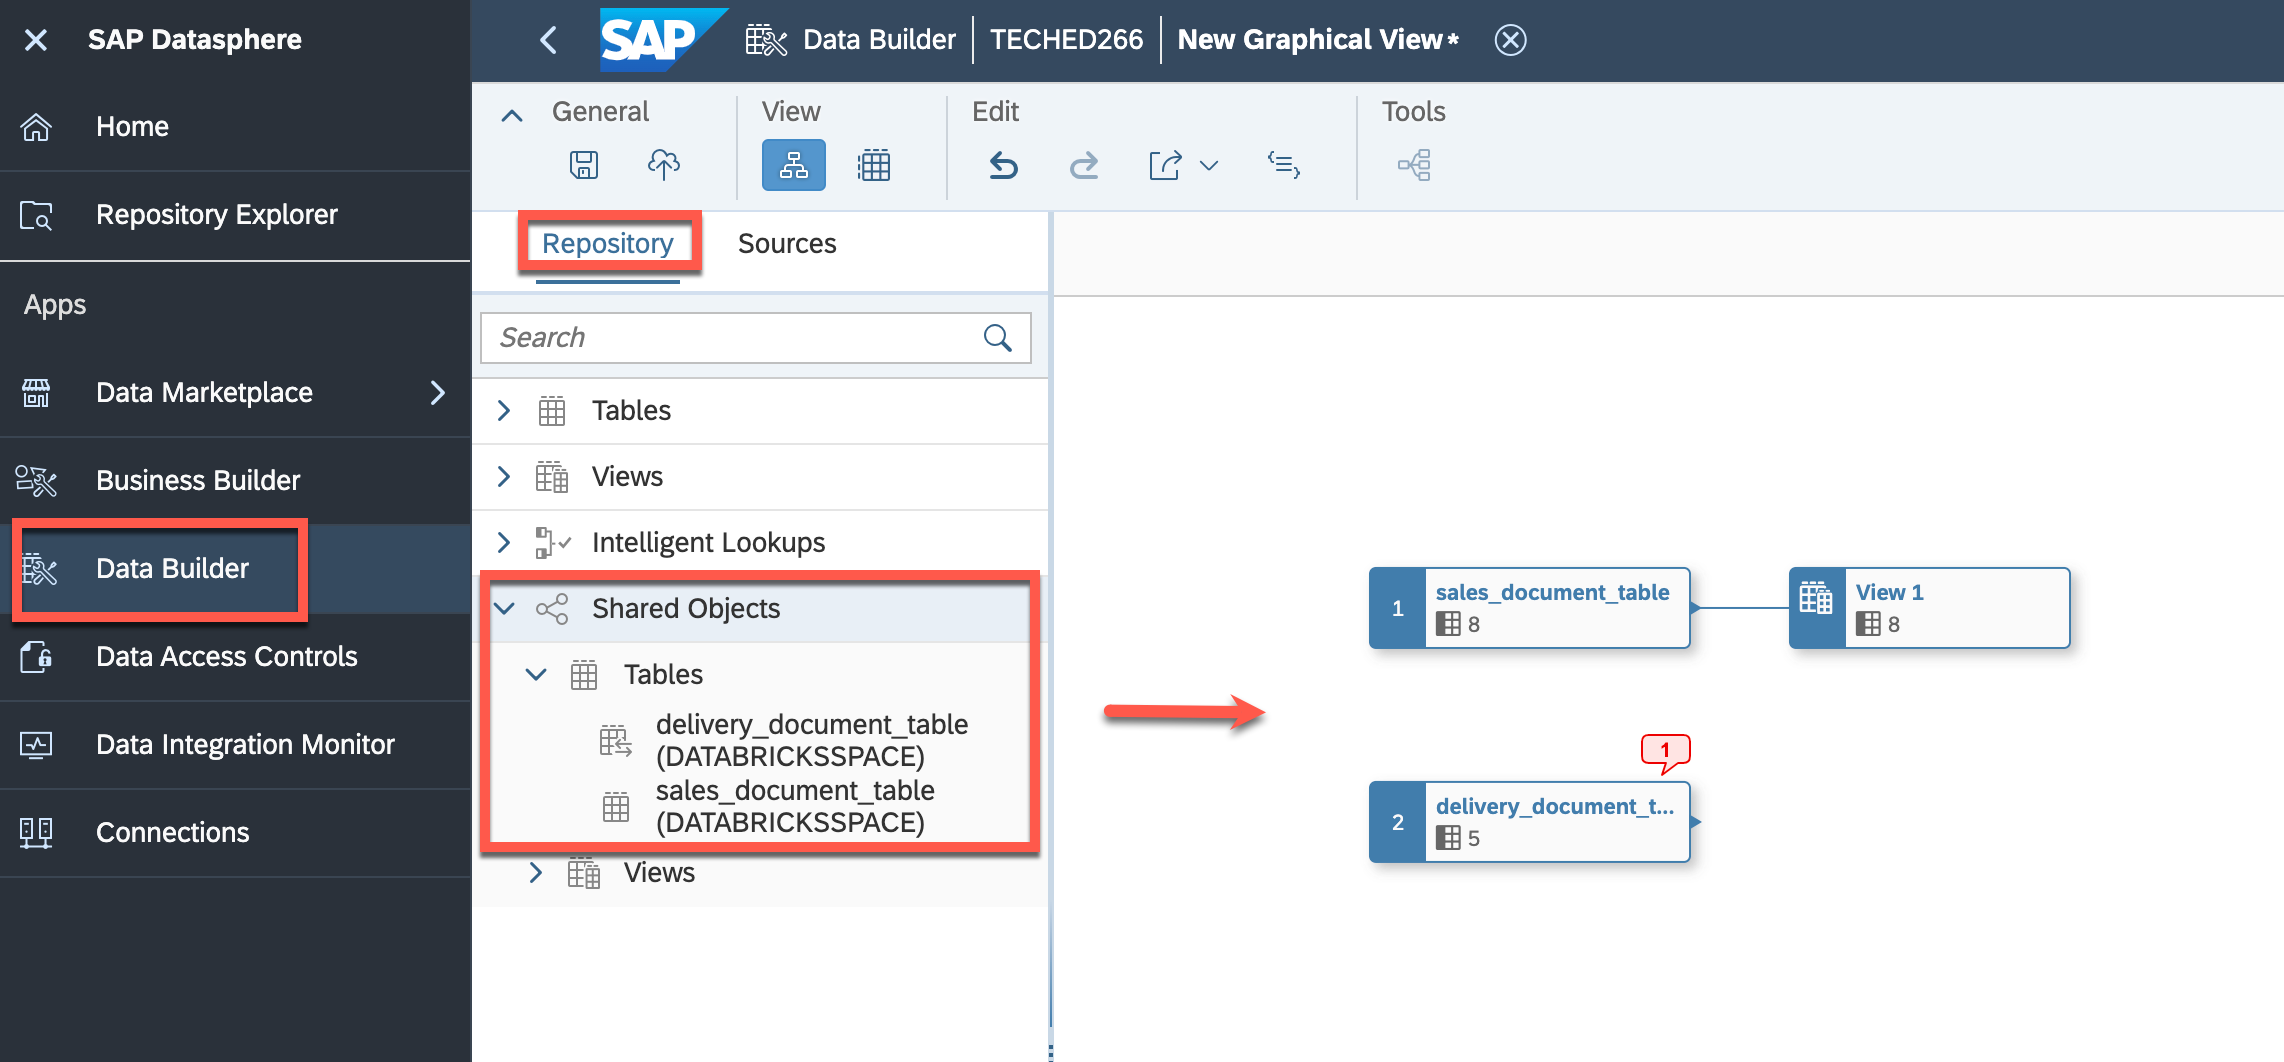 SAP Datasphere
Home
Repository Explorer
Apps
Data Marketplace
Business Builder
Data Builder
Data Access Controls
Data Integration Monitor
Connections
SAP Data Builder TECHED266 New Graphical View*
General View Edit Tools
Repository Sources
Search
Tables
Views
Intelligent Lookups
Shared Objects
Tables
delivery_document_table
(DATABRICKSSPACE)
sales_document_table
(DATABRICKSSPACE)
Views
1 sales_document_table
8
View 1
8
1
2 delivery_document_t...
5